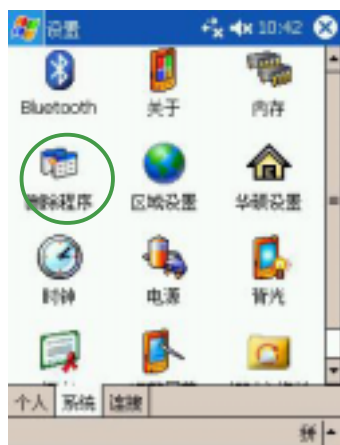 设置 10:42
Bluetooth 关于 内存
删除程序 区域设置 华硕设置
时钟 电源 背光
个人 系统 连接
拼